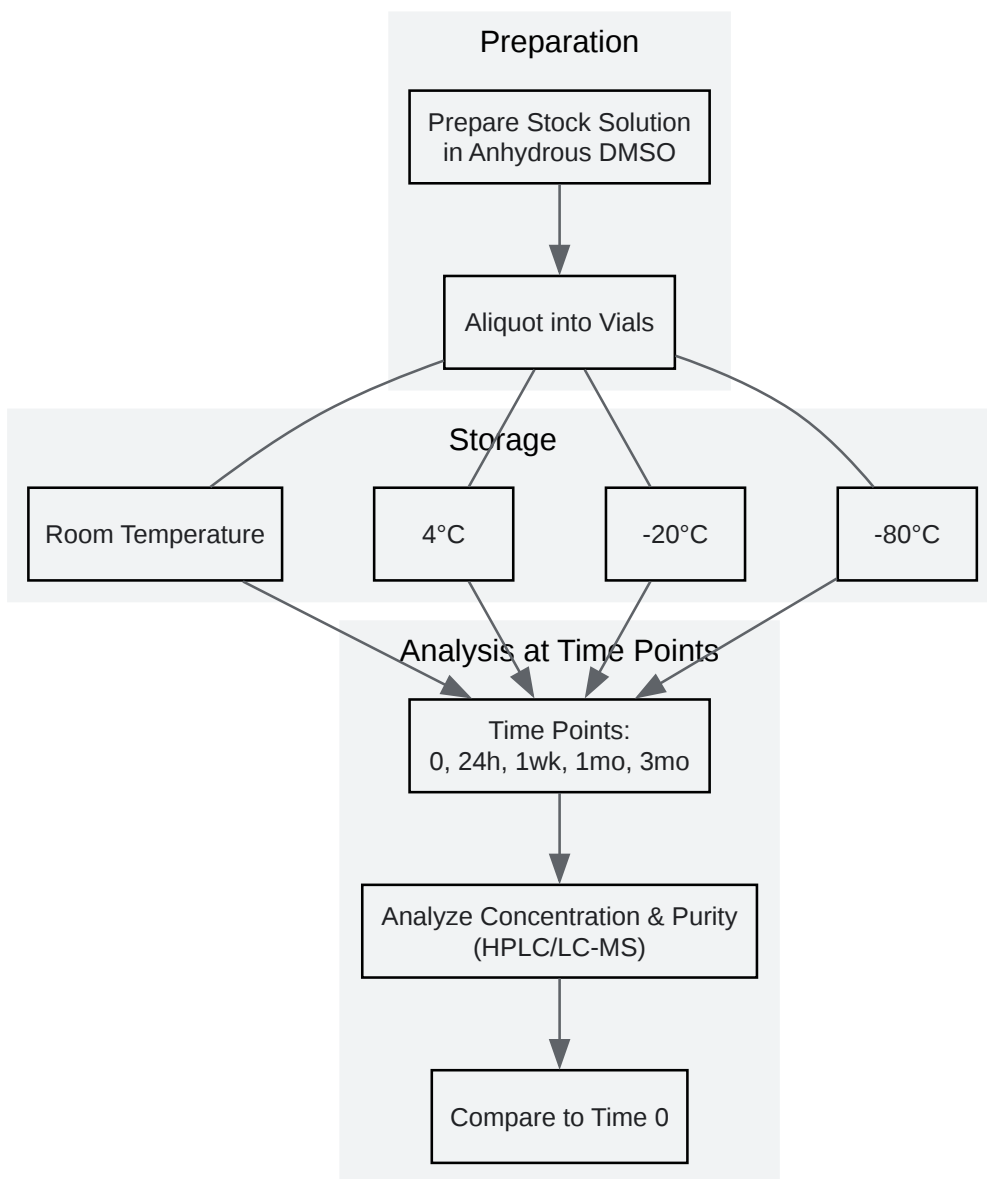 Preparation
Prepare Stock Solution
in Anhydrous DMSO
Aliquot into Vials
Storage
Room Temperature
4°C
-20°C
-80°C
Analysis at Time Points
Time Points:
0, 24h, 1wk, 1mo, 3mo
Analyze Concentration & Purity
(HPLC/LC-MS)
Compare to Time 0